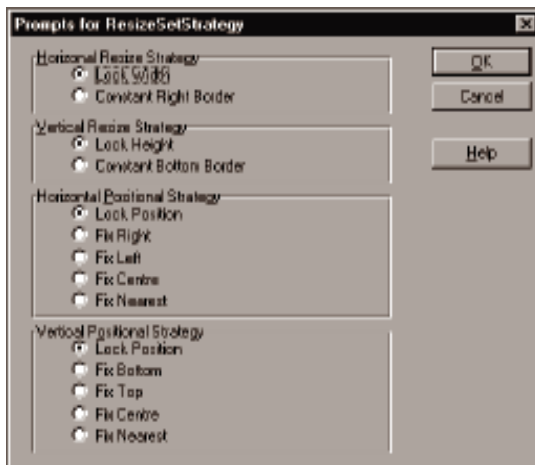 Prompts for ResizeSetStrategy
Horizonal Resize Strategy
Lock Width
Constant Right Border
Vertical Resize Strategy
Lock Height
Constant Bottom Border
Horizontal Positional Strategy
Lock Position
Fix Right
Fix Left
Fix Centre
Fix Nearest
Vertical Positional Strategy
Lock Position
Fix Bottom
Fix Top
Fix Centre
Fix Nearest
OK
Cancel
Help